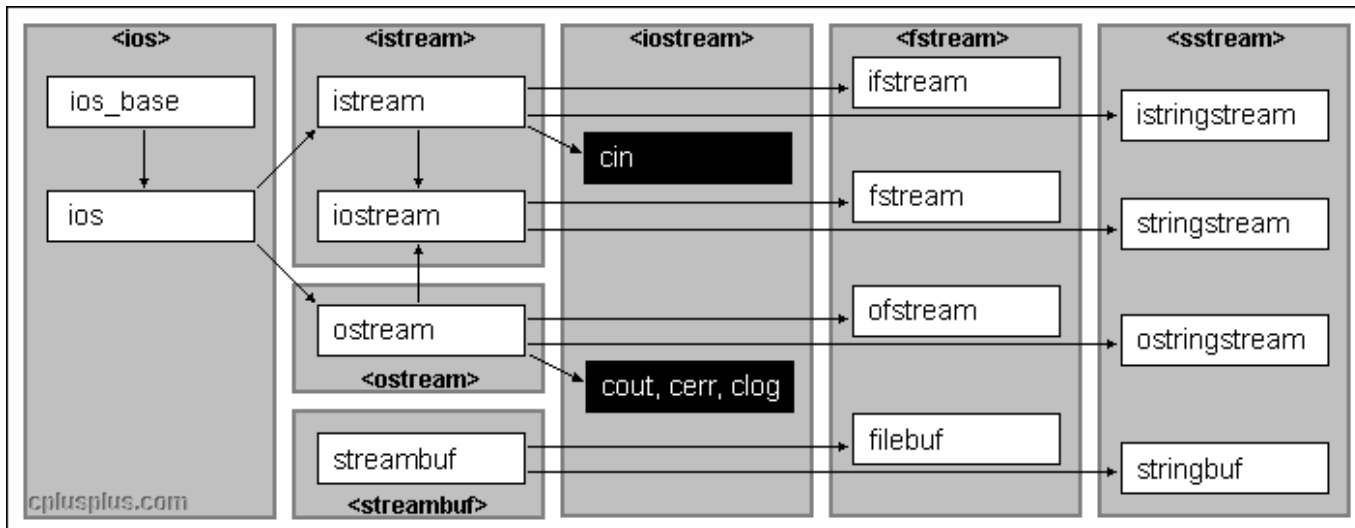 <ios>
ios_base
ios
<istream>
istream
iostream
ostream
<ostream>
streambuf
<streambuf>
<iostream>
cin
cout, cerr, clog
<fstream>
ifstream
fstream
ofstream
filebuf
<sstream>
istringstream
stringstream
ostringstream
stringbuf
cplusplus.com